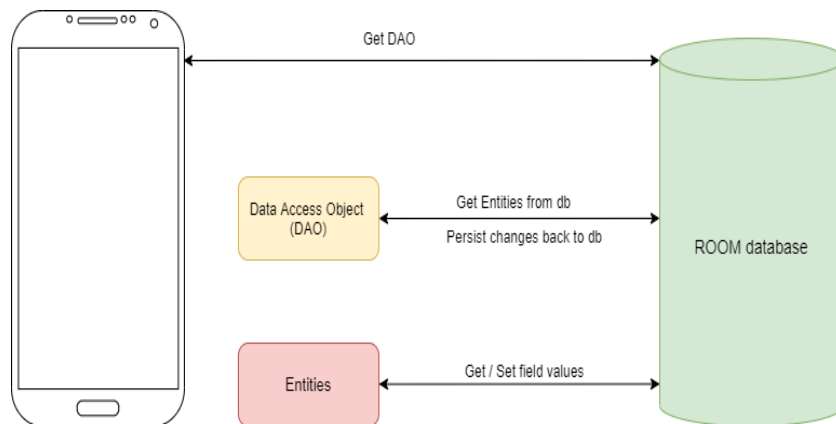 Get DAO
Data Access Object
(DAO)
Get Entities from db
Persist changes back to db
ROOM database
Entities
Get / Set field values